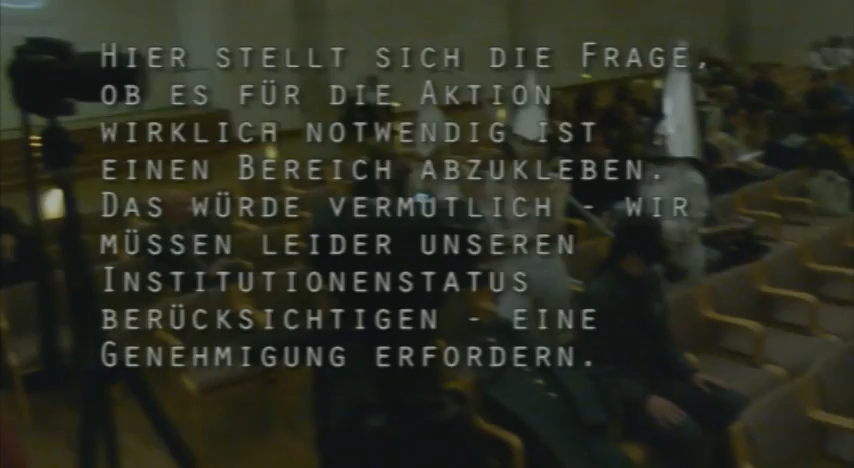 Hier stellt sich die Frage,
ob es für die Aktion
wirklich notwendig ist
einen Bereich abzukleben.
Das würde vermutlich - wir
müssen leider unseren
Institutionenstatus
berücksichtigen - eine
Genehmigung erfordern.